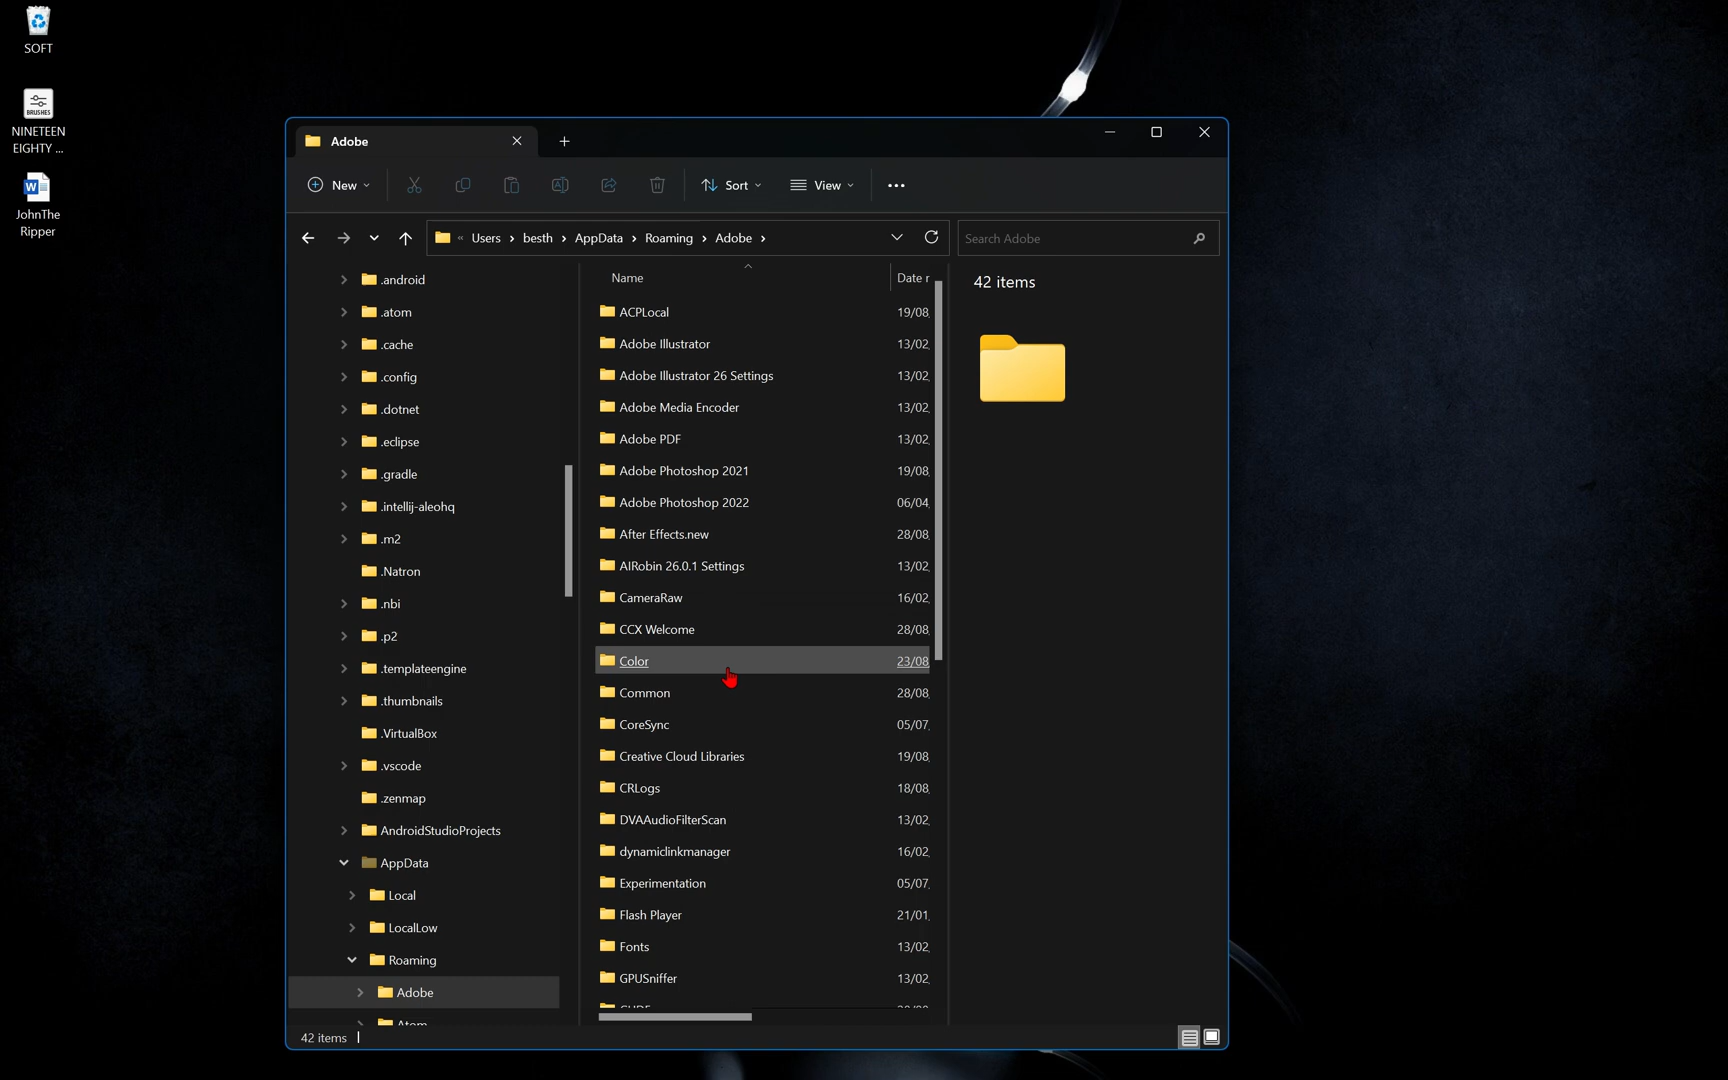 SOFT
BRUSHES
NINETEEN
EIGHTY ...
JohnThe
Ripper
Adobe
New
Sort
View
« Users > besth > AppData > Roaming > Adobe >
Search Adobe
.android
.atom
.cache
.config
.dotnet
.eclipse
.gradle
.intellij-aleohq
.m2
.Natron
.nbi
.p2
.templateengine
.thumbnails
.VirtualBox
.vscode
.zenmap
AndroidStudioProjects
AppData
Local
LocalLow
Roaming
Adobe
Atom
Name Date r
ACPLocal 19/08
Adobe Illustrator 13/02
Adobe Illustrator 26 Settings 13/02
Adobe Media Encoder 13/02
Adobe PDF 13/02
Adobe Photoshop 2021 19/08
Adobe Photoshop 2022 06/04
After Effects.new 28/08
AIRobin 26.0.1 Settings 13/02
CameraRaw 16/02
CCX Welcome 28/08
Color 23/08
Common 28/08
CoreSync 05/07
Creative Cloud Libraries 19/08
CRLogs 18/08
DVAAudioFilterScan 13/02
dynamiclinkmanager 16/02
Experimentation 05/07
Flash Player 21/01
Fonts 13/02
GPUSniffer 13/02
42 items
42 items